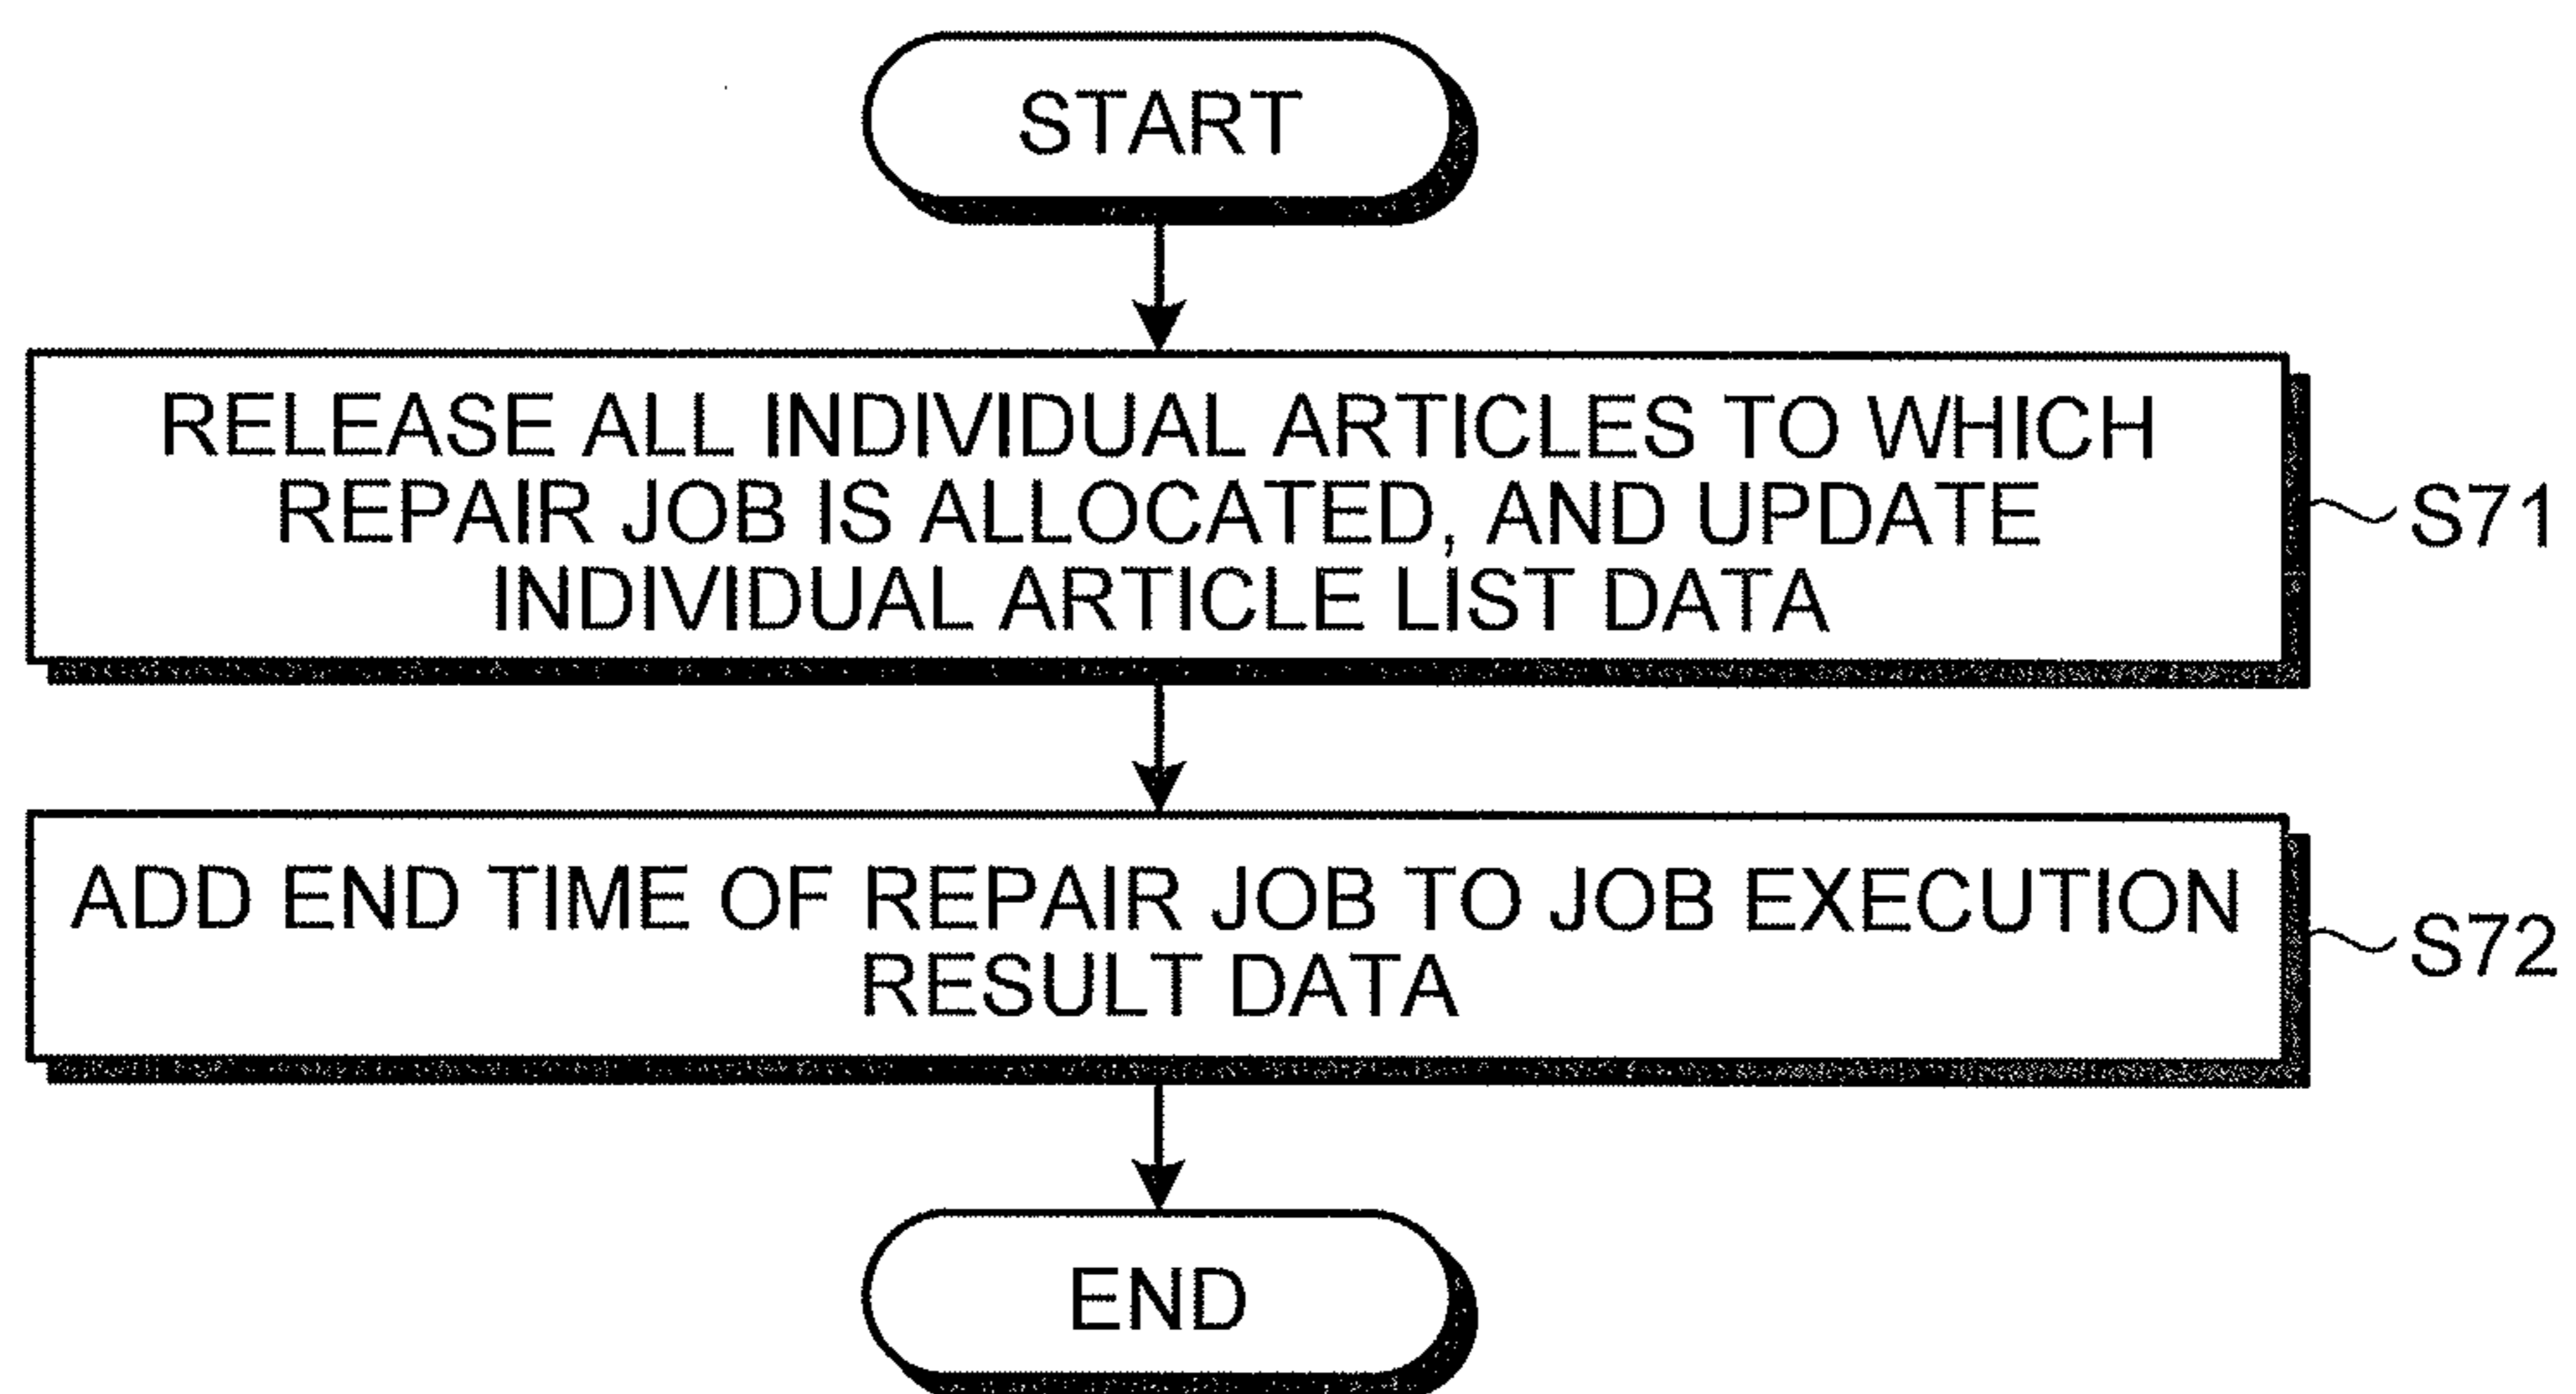 START
RELEASE ALL INDIVIDUAL ARTICLES TO WHICH
REPAIR JOB IS ALLOCATED, AND UPDATE
INDIVIDUAL ARTICLE LIST DATA
S71
ADD END TIME OF REPAIR JOB TO JOB EXECUTION
RESULT DATA
S72
END